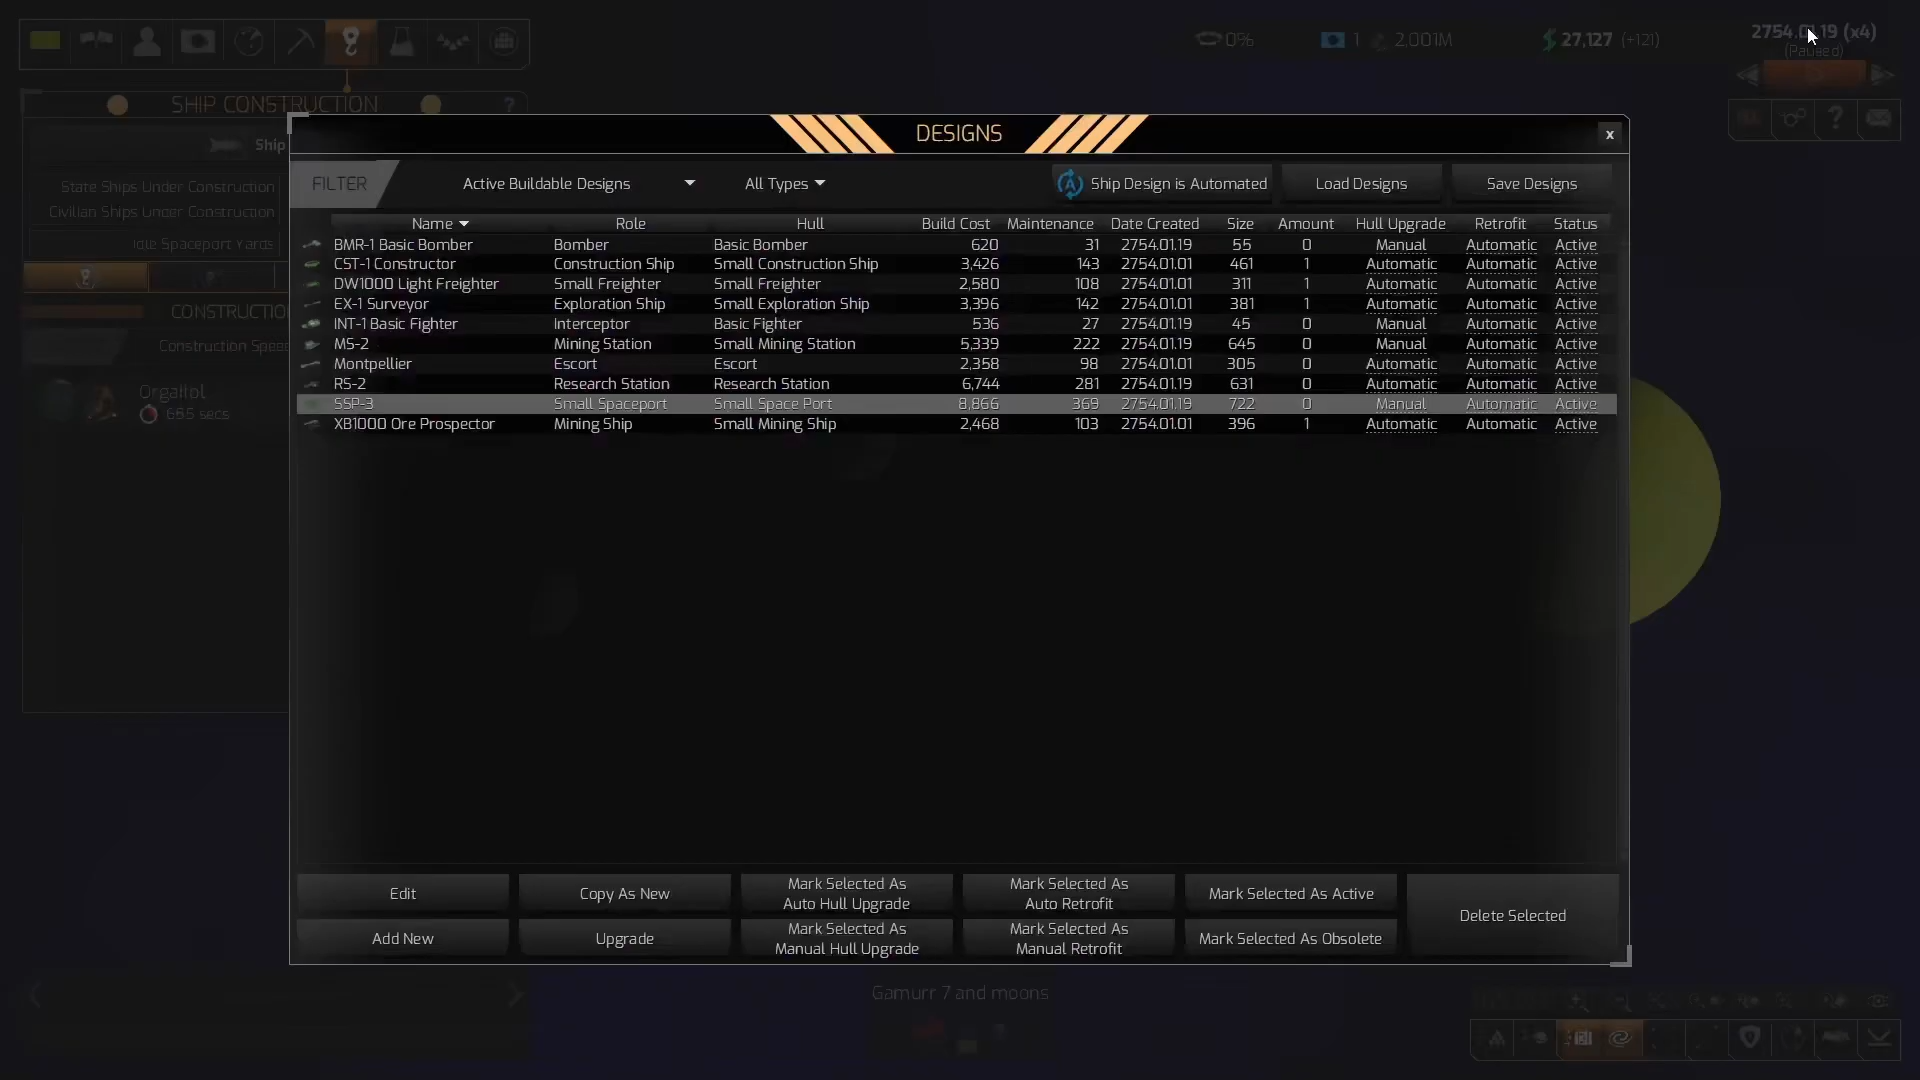 0%
1
2.001M
27,127 (+121)
2754.01.19 (x4)
(Paused)
SHIP CONSTRUCTION
?
?
Ship
State Ships Under Construction
Civilian Ships Under Construction
Idle Spaceport Yards
CONSTRUCTIO
Construction Speed
Orgallol
665 secs
DESIGNS
x
FILTER
Active Buildable Designs
All Types
Ship Design is Automated
Load Designs
Save Designs
Name Role Hull Build Cost Maintenance Date Created Size Amount Hull Upgrade Retrofit Status
BMR-1 Basic Bomber Bomber Basic Bomber 620 31 2754.01.19 55 0 Manual Automatic Active
CST-1 Constructor Construction Ship Small Construction Ship 3,426 143 2754.01.01 461 1 Automatic Automatic Active
DW1000 Light Freighter Small Freighter Small Freighter 2,580 108 2754.01.01 311 1 Automatic Automatic Active
EX-1 Surveyor Exploration Ship Small Exploration Ship 3,396 142 2754.01.01 381 1 Automatic Automatic Active
INT-1 Basic Fighter Interceptor Basic Fighter 536 27 2754.01.19 45 0 Manual Automatic Active
MS-2 Mining Station Small Mining Station 5,339 222 2754.01.19 645 0 Manual Automatic Active
Montpellier Escort Escort 2,358 98 2754.01.01 305 0 Automatic Automatic Active
RS-2 Research Station Research Station 6,744 281 2754.01.19 631 0 Automatic Automatic Active
SSP-3 Small Spaceport Small Space Port 8,866 369 2754.01.19 722 0 Manual Automatic Active
XB1000 Ore Prospector Mining Ship Small Mining Ship 2,468 103 2754.01.01 396 1 Automatic Automatic Active
Edit
Copy As New
Mark Selected As
Auto Hull Upgrade
Mark Selected As
Auto Retrofit
Mark Selected As Active
Delete Selected
Add New
Upgrade
Mark Selected As
Manual Hull Upgrade
Mark Selected As
Manual Retrofit
Mark Selected As Obsolete
Gamurr 7 and moons